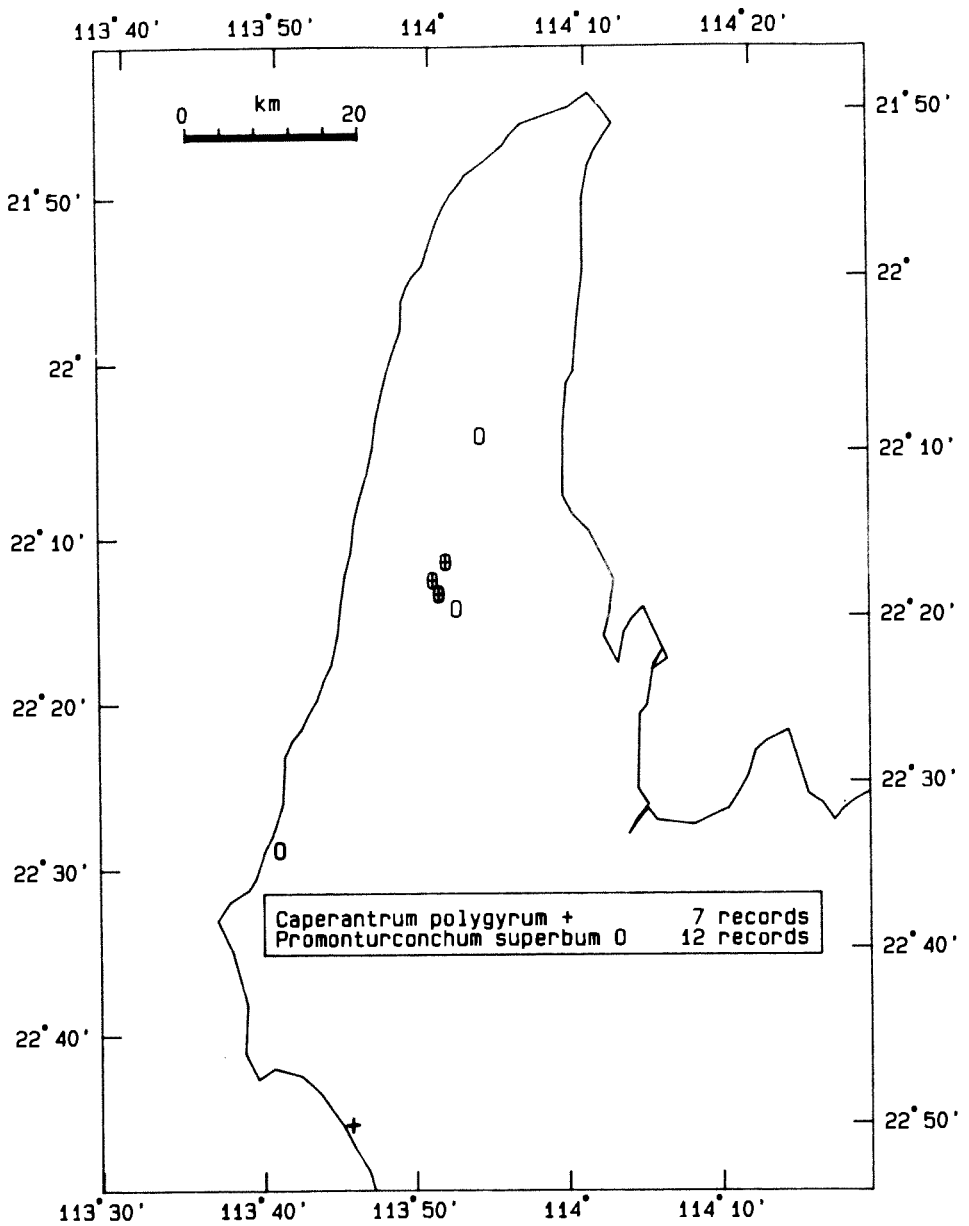 113° 40' 113° 50' 114° 114° 10' 114° 20'
km
0 20
21° 50'
21° 50'
22°
22°
22° 10'
22° 10'
22° 20'
22° 20'
22° 30'
22° 30'
Caperantrum polygyrum + 7 records
Promonturconchum superbum O 12 records
22° 40'
22° 40'
22° 50'
113° 30' 113° 40' 113° 50' 114° 114° 10'